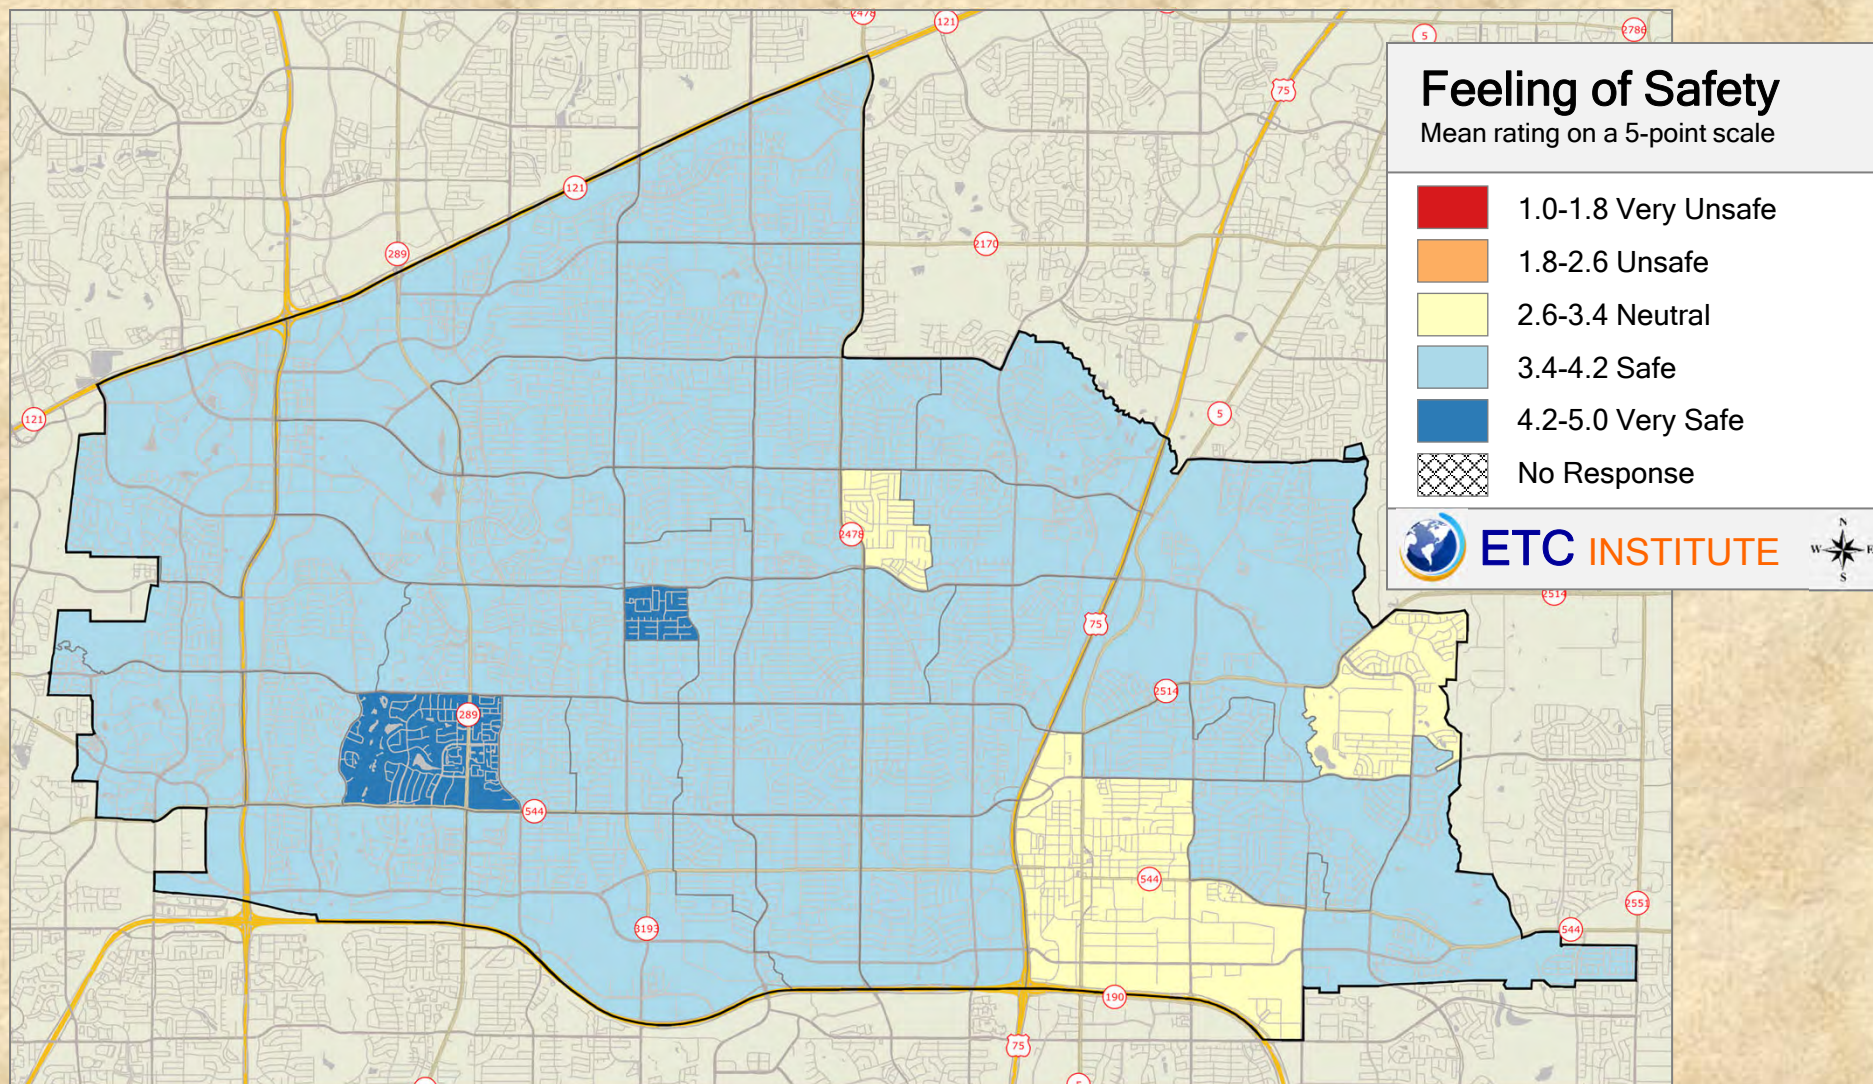 2478
121
5
2786
75
Feeling of Safety
Mean rating on a 5-point scale
121
1.0-1.8 Very Unsafe
289
2170
1.8-2.6 Unsafe
2.6-3.4 Neutral
3.4-4.2 Safe
121
5
4.2-5.0 Very Safe
No Response
2478
ETC INSTITUTE
N
W
E
S
2514
75
2514
289
544
544
2551
3193
544
190
75
5